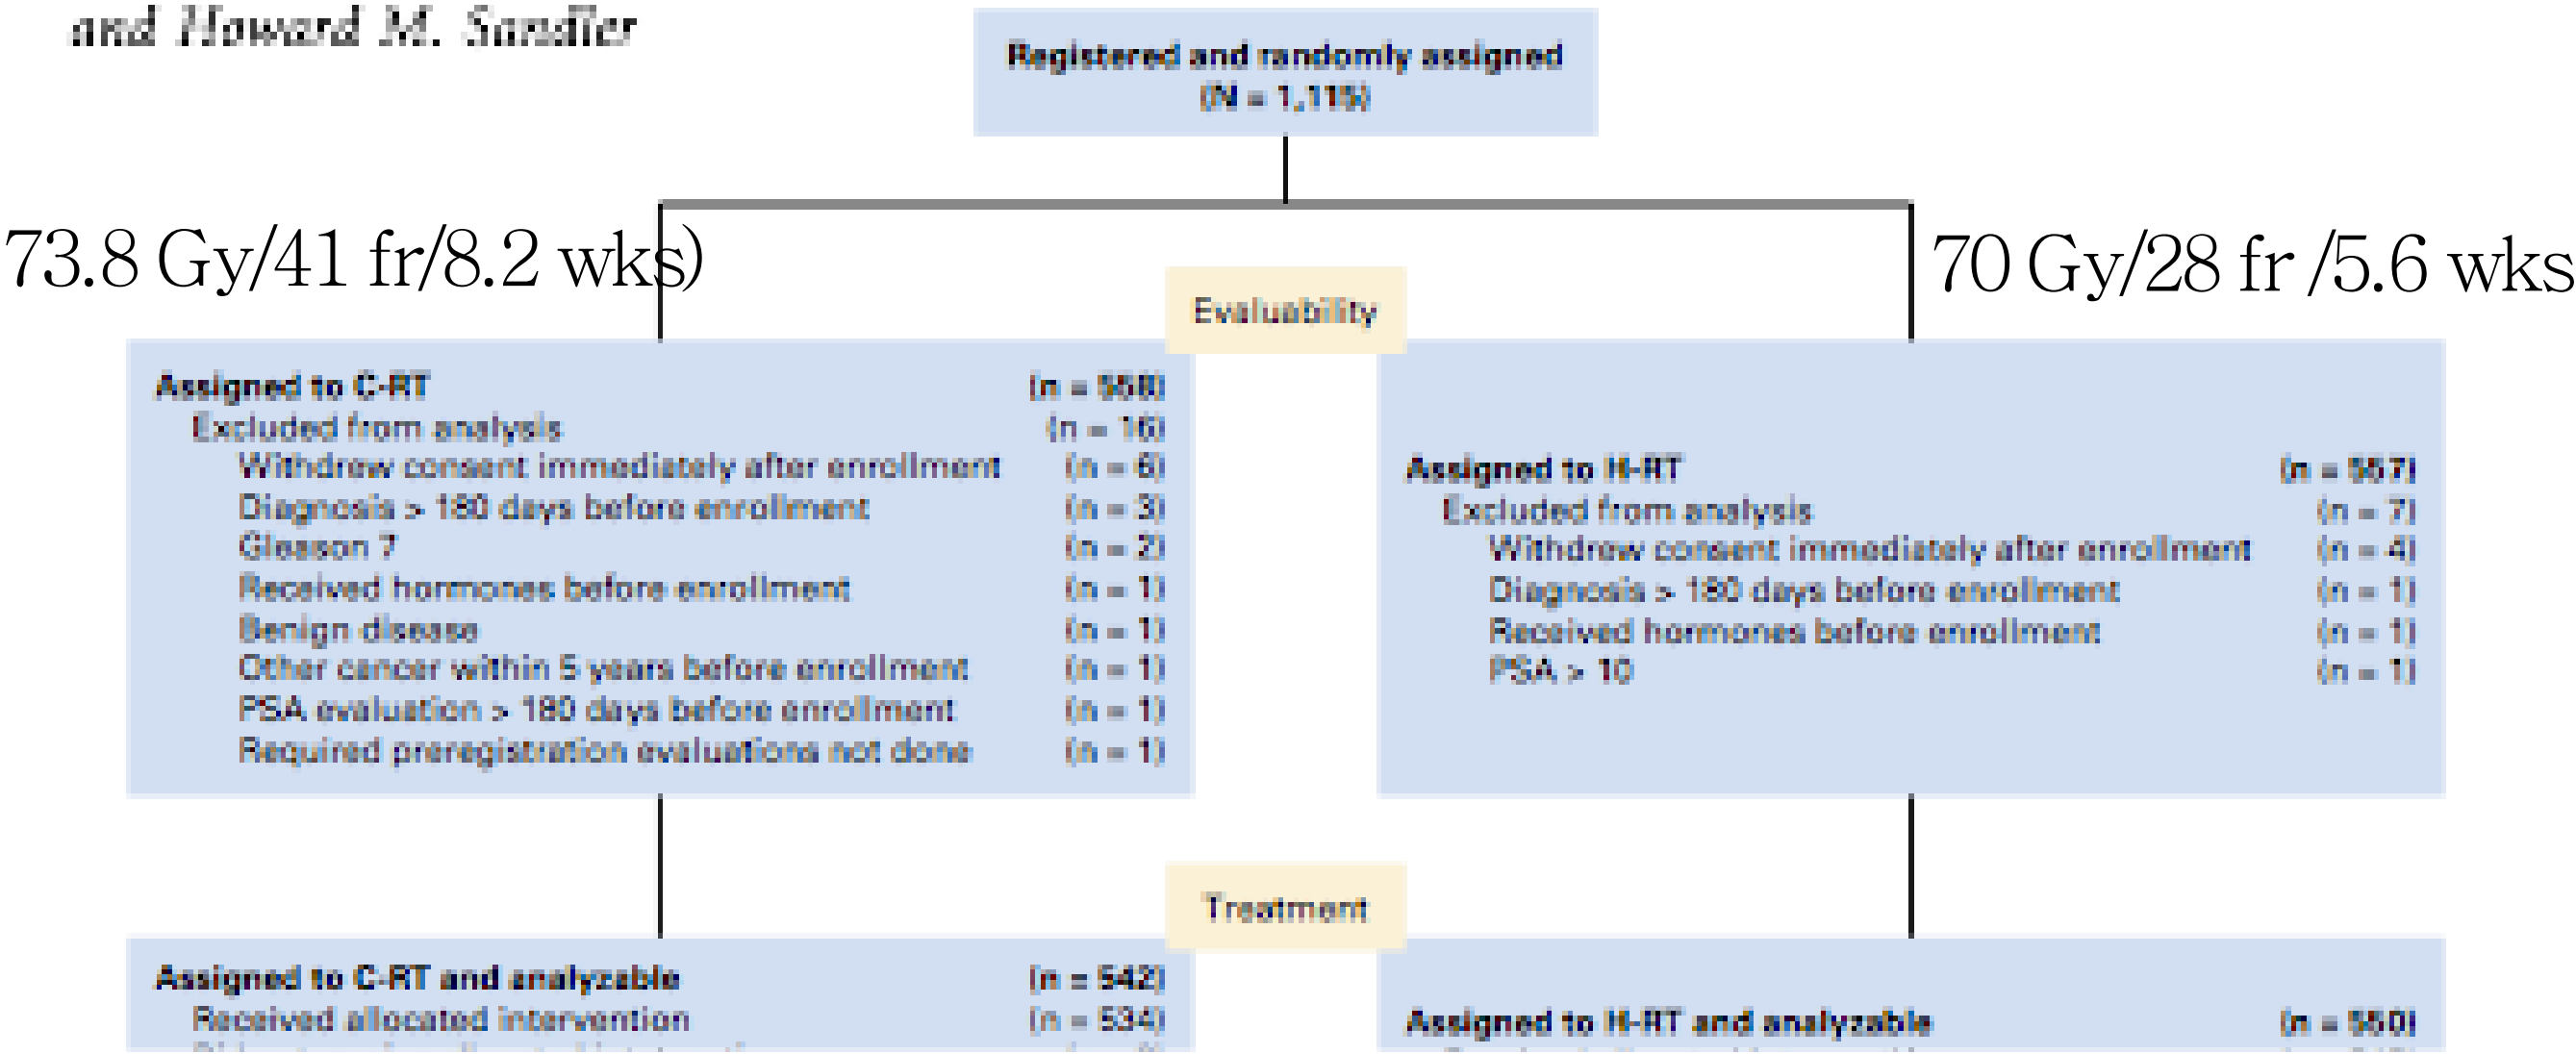 and Howard M. Sandler
Registered and randomly assigned
(N = 1,115)
73.8 Gy/41 fr/8.2 wks)
70 Gy/28 fr /5.6 wks
Evaluability
Assigned to C-RT (n = 558)
Excluded from analysis (n = 16)
Withdrew consent immediately after enrollment (n = 6)
Diagnosis > 180 days before enrollment (n = 3)
Gleason 7 (n = 2)
Received hormones before enrollment (n = 1)
Benign disease (n = 1)
Other cancer within 5 years before enrollment (n = 1)
PSA evaluation > 180 days before enrollment (n = 1)
Required preregistration evaluations not done (n = 1)
Assigned to H-RT (n = 557)
Excluded from analysis (n = 7)
Withdrew consent immediately after enrollment (n = 4)
Diagnosis > 180 days before enrollment (n = 1)
Received hormones before enrollment (n = 1)
PSA > 10 (n = 1)
Treatment
Assigned to C-RT and analyzable (n = 542)
Received allocated intervention (n = 534)
Assigned to H-RT and analyzable (n = 550)